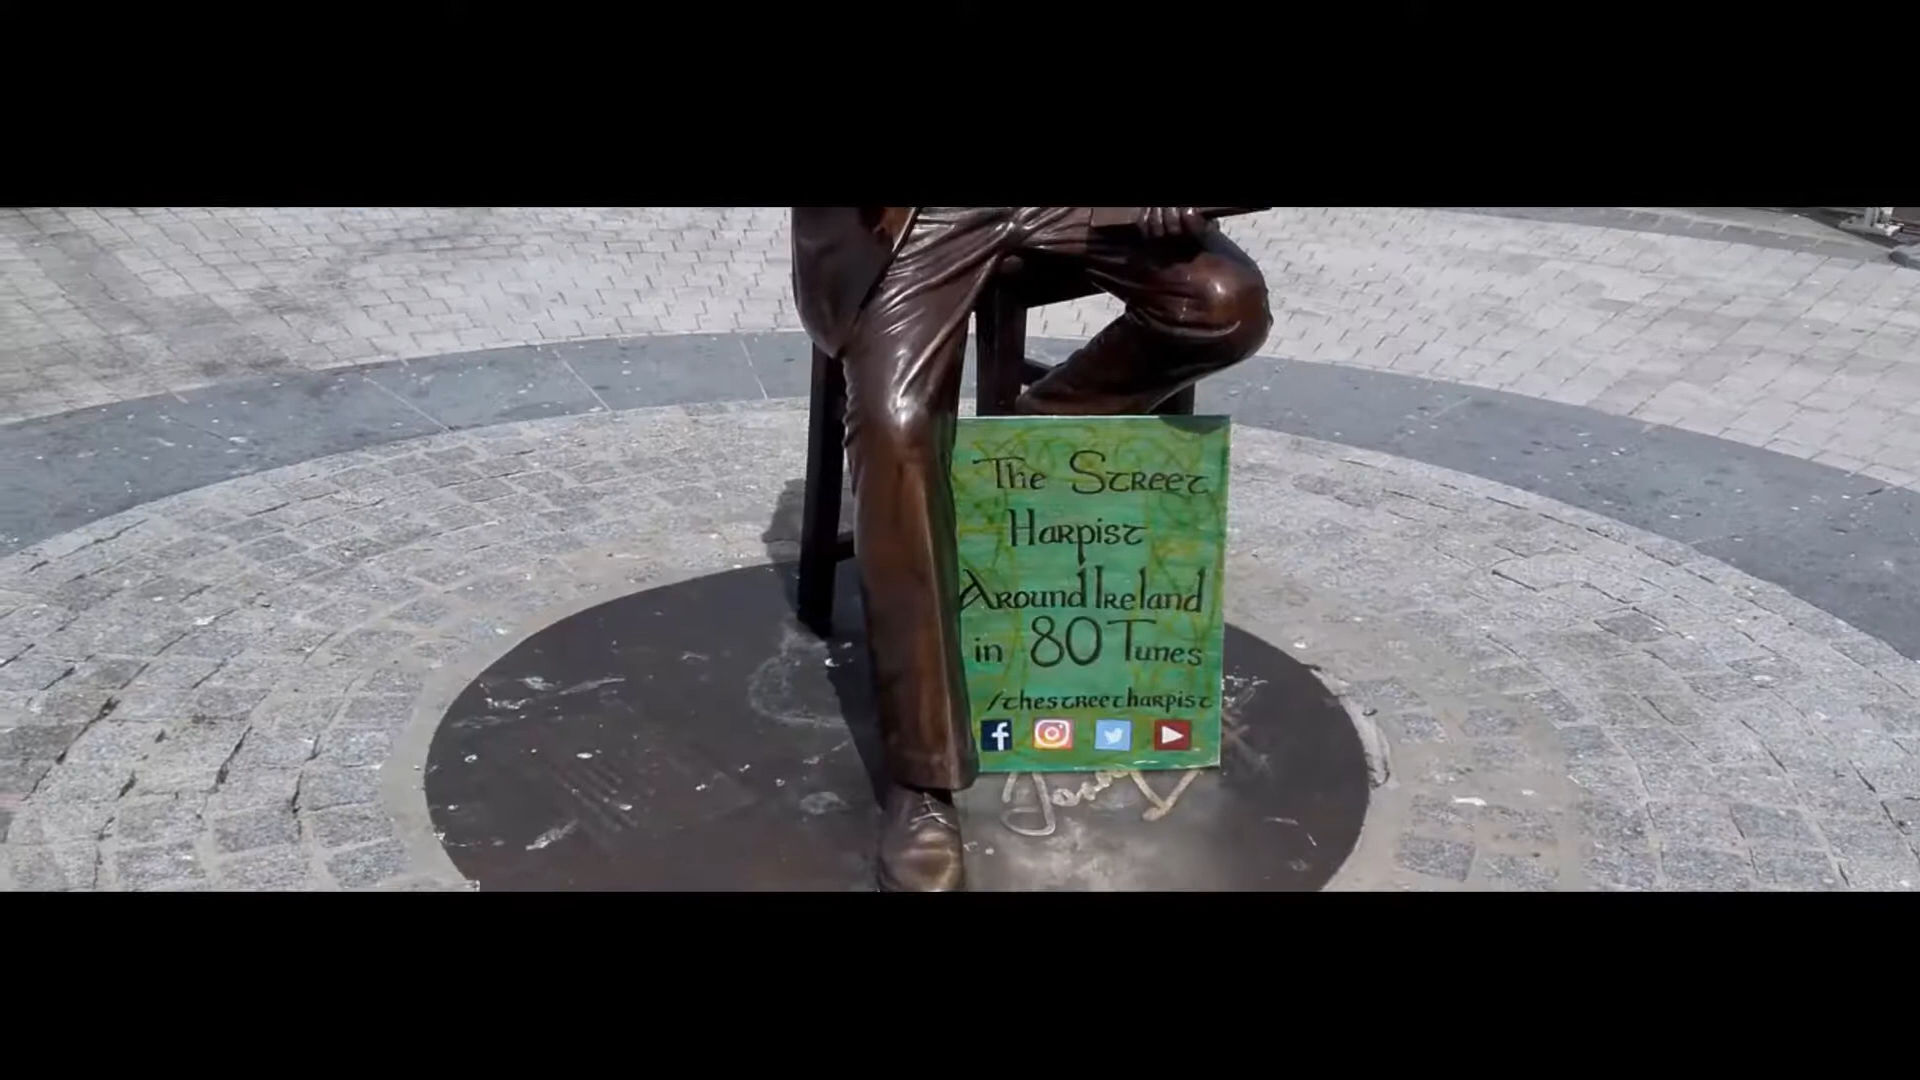 The Street
Harpist
Around Ireland
in 80 Tunes
/thestreetharpist